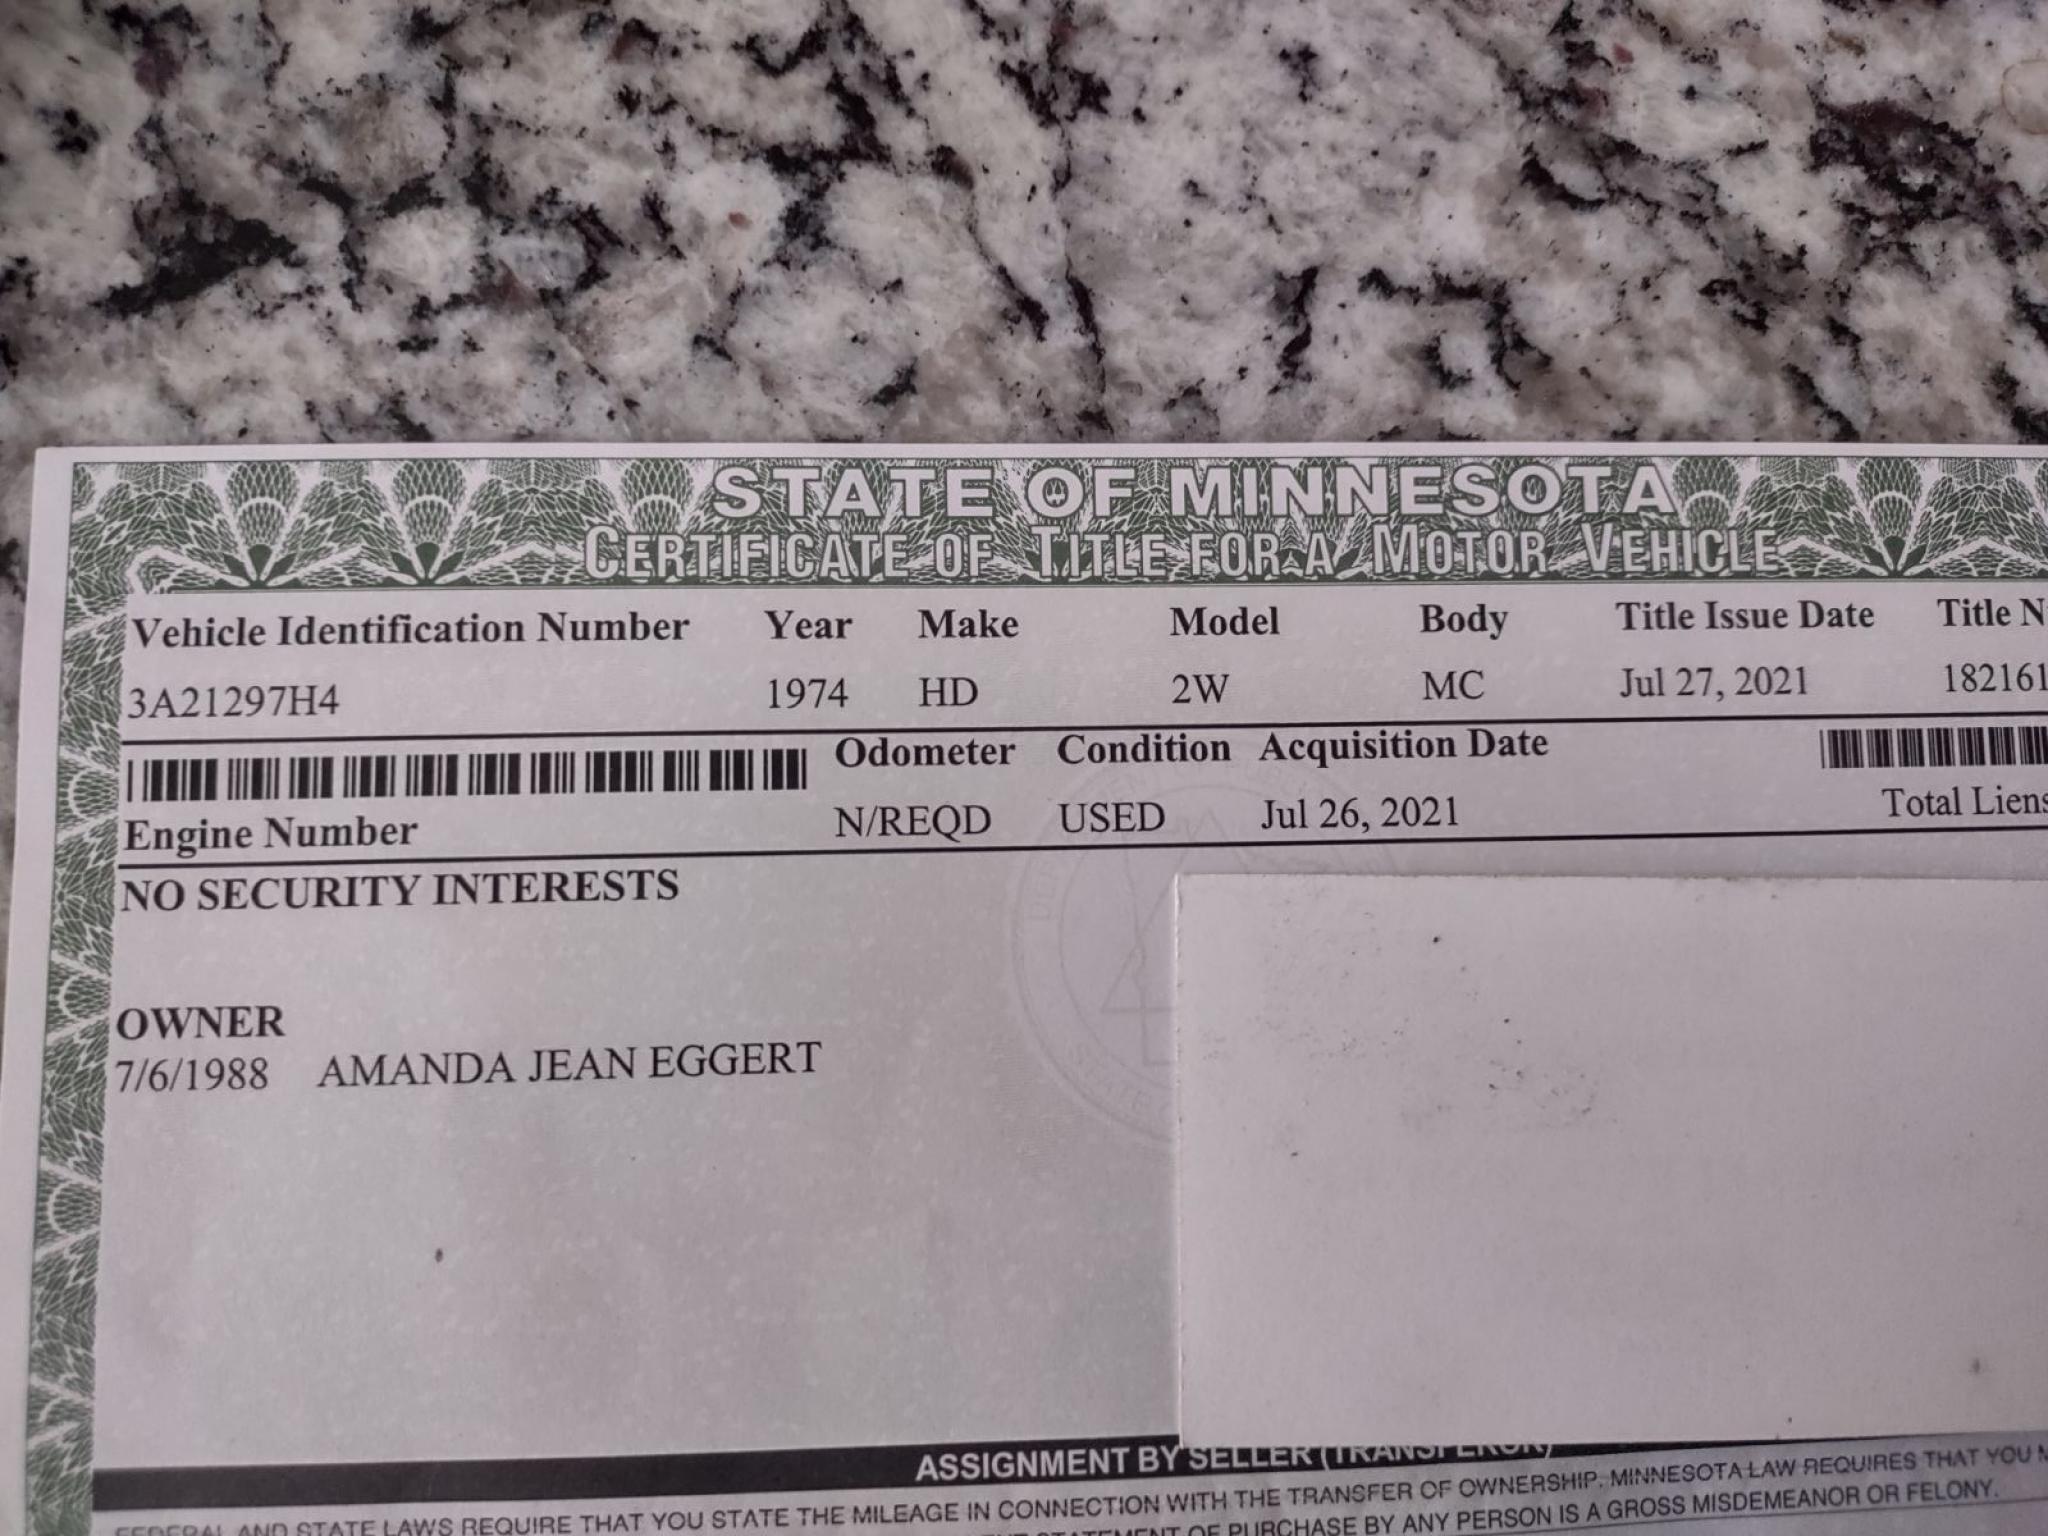 STATE OF MINNESOTA
CERTIFICATE OF TITLE FOR A MOTOR VEHICLE
Vehicle Identification Number Year Make Model Body Title Issue Date Title N
3A21297H4 1974 HD 2W MC Jul 27, 2021 182161
Odometer Condition Acquisition Date
Engine Number N/REQD USED Jul 26, 2021 Total Liens
NO SECURITY INTERESTS
OWNER
7/6/1988 AMANDA JEAN EGGERT
ASSIGNMENT BY SELLER (TRANSFEROR)
FEDERAL AND STATE LAWS REQUIRE THAT YOU STATE THE MILEAGE IN CONNECTION WITH THE TRANSFER OF OWNERSHIP. MINNESOTA LAW REQUIRES THAT YOU
STATEMENT OF PURCHASE BY ANY PERSON IS A GROSS MISDEMEANOR OR FELONY.